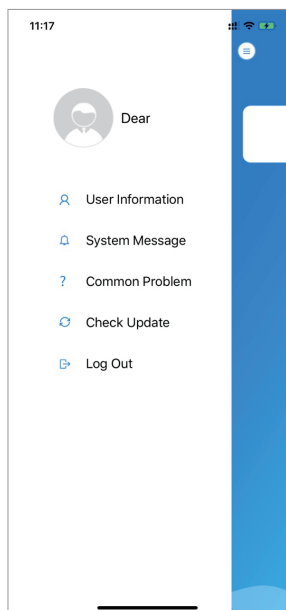 11:17
Dear
User Information
System Message
? Common Problem
Check Update
Log Out